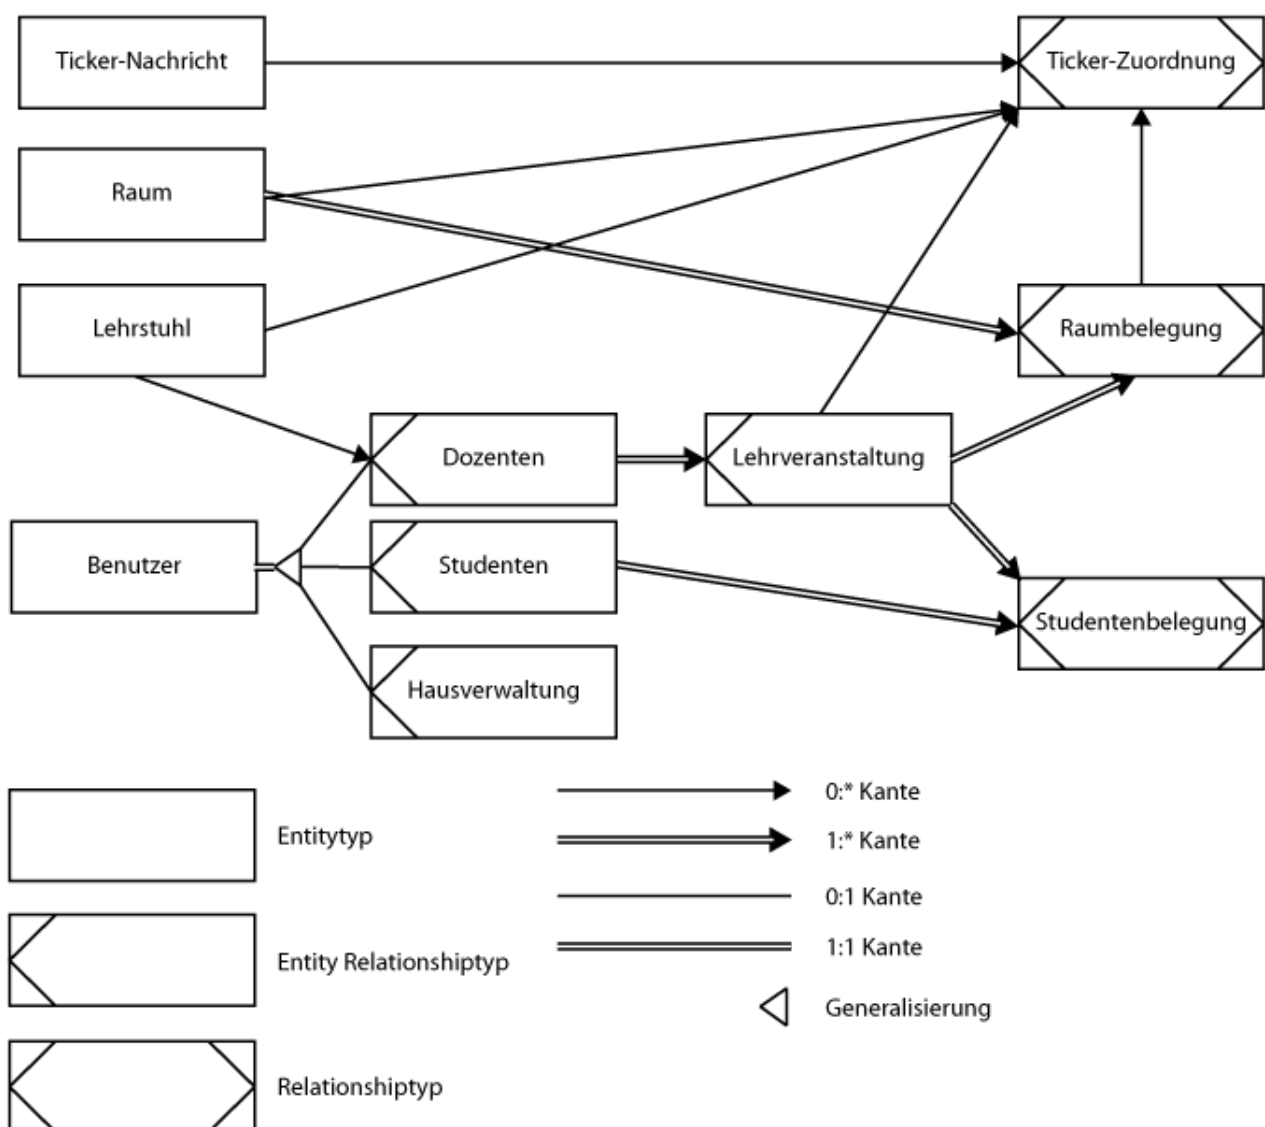 Ticker-Nachricht
Ticker-Zuordnung
Raum
Lehrstuhl
Raumbelegung
Dozenten
Lehrveranstaltung
Benutzer
Studenten
Studentenbelegung
Hausverwaltung
0:* Kante
Entitytyp
1:* Kante
0:1 Kante
Entity Relationshiptyp
1:1 Kante
Generalisierung
Relationshiptyp